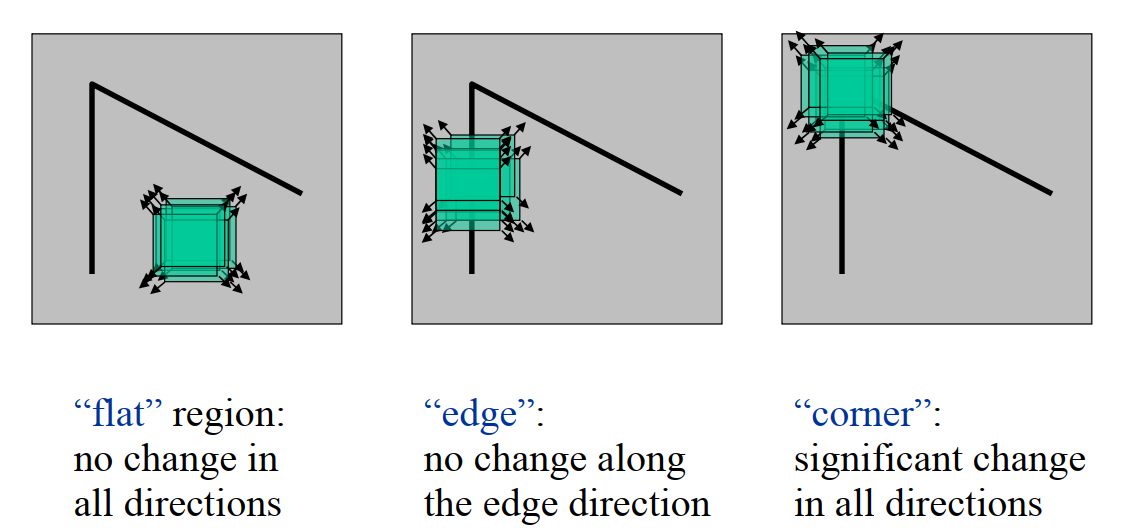 “flat” region:
no change in
all directions
“edge”:
no change along
the edge direction
“corner”:
significant change
in all directions